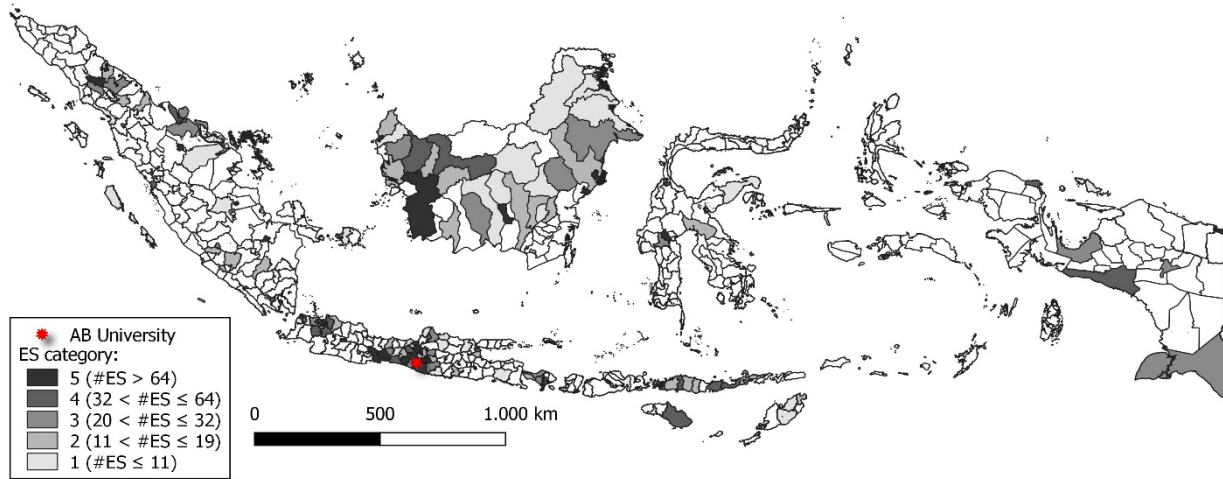 AB University
ES category:
5 (#ES > 64)
4 (32 < #ES ≤ 64)
3 (20 < #ES ≤ 32)
2 (11 < #ES ≤ 19)
1 (#ES ≤ 11)
0 500 1.000 km